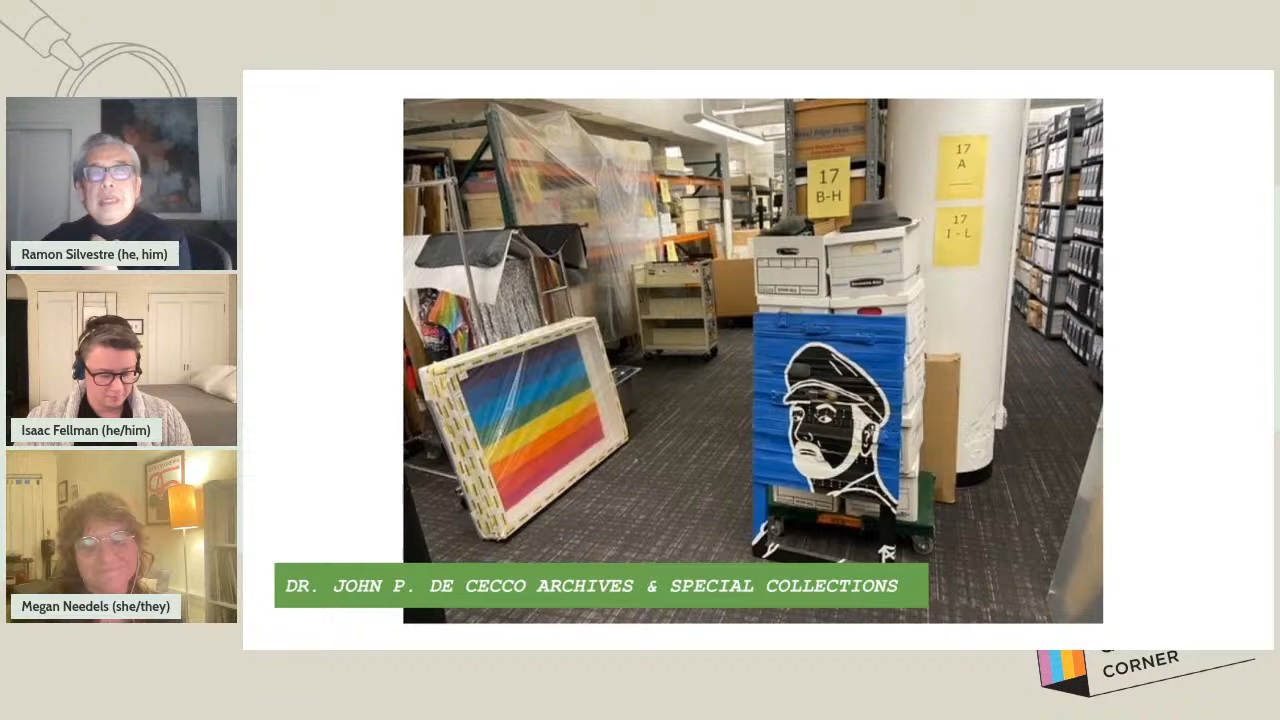 Ramon Silvestre (he, him)
Isaac Fellman (he/him)
Megan Needels (she/they)
17
B-H
17
A
17
I - L
DR. JOHN P. DE CECCO ARCHIVES & SPECIAL COLLECTIONS
CORNER